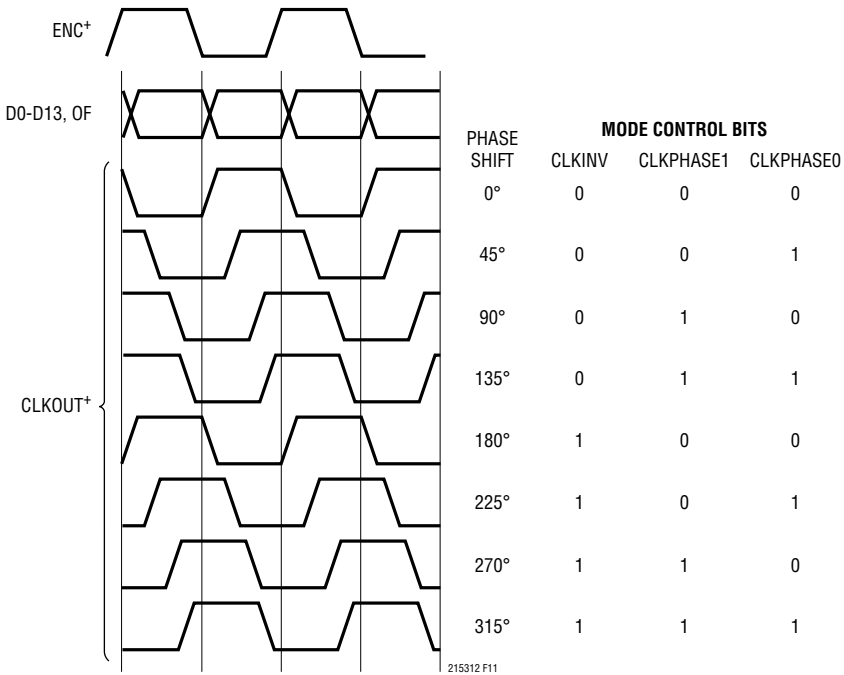 ENC+
D0-D13, OF
CLKOUT+
PHASE SHIFT
MODE CONTROL BITS
CLKINV CLKPHASE1 CLKPHASE0
0° 0 0 0
45° 0 0 1
90° 0 1 0
135° 0 1 1
180° 1 0 0
225° 1 0 1
270° 1 1 0
315° 1 1 1
215312 F11